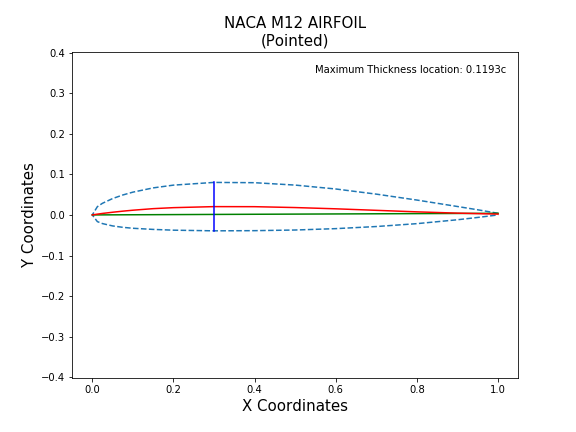 NACA M12 AIRFOIL
(Pointed)
Maximum Thickness location: 0.1193c
0.4
0.3
0.2
0.1
0.0
−0.1
−0.2
−0.3
−0.4
Y Coordinates
0.0 0.2 0.4 0.6 0.8 1.0
X Coordinates